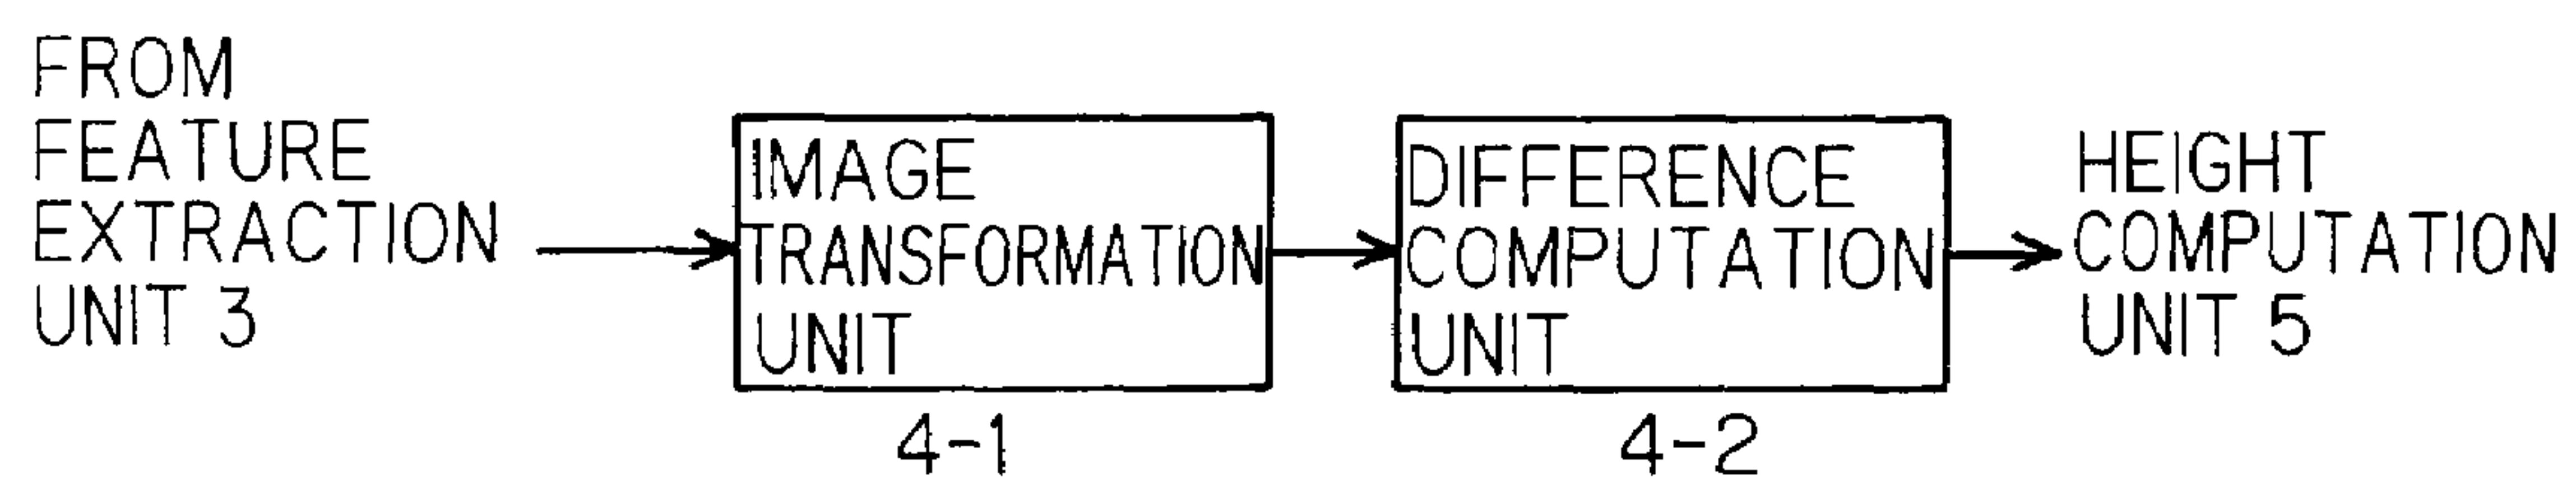 FROM
FEATURE
EXTRACTION
UNIT 3
IMAGE
TRANSFORMATION
UNIT
4-1
DIFFERENCE
COMPUTATION
UNIT
4-2
HEIGHT
COMPUTATION
UNIT 5